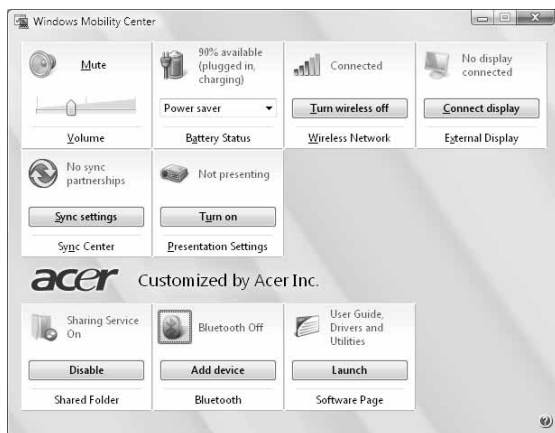 Windows Mobility Center
Mute
Volume
90% available
(plugged in,
charging)
Power saver
Battery Status
Connected
Turn wireless off
Wireless Network
No display
connected
Connect display
External Display
No sync
partnerships
Sync settings
Sync Center
Not presenting
Turn on
Presentation Settings
acer Customized by Acer Inc.
Sharing Service
On
Disable
Shared Folder
Bluetooth Off
Add device
Bluetooth
User Guide,
Drivers and
Utilities
Launch
Software Page